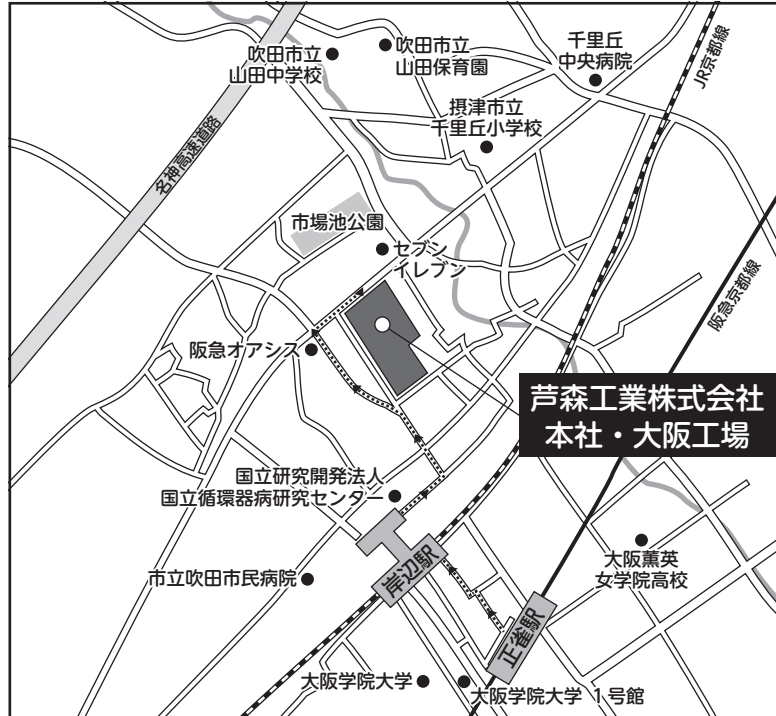 吹田市立
山田中学校
吹田市立
山田保育園
千里丘
中央病院
JR京都線
摂津市立
千里丘小学校
名神高速道路
市場池公園
セブン
イレブン
阪急京都線
阪急オアシス
芦森工業株式会社
本社・大阪工場
国立研究開発法人
国立循環器病研究センター
大阪薫英
女学院高校
岸辺駅
市立吹田市民病院
正雀駅
大阪学院大学
大阪学院大学 1号館